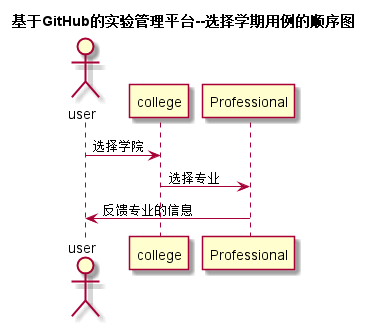 基于GitHub的实验管理平台--选择学期用例的顺序图
user
college
Professional
选择学院
选择专业
反馈专业的信息
user
college
Professional